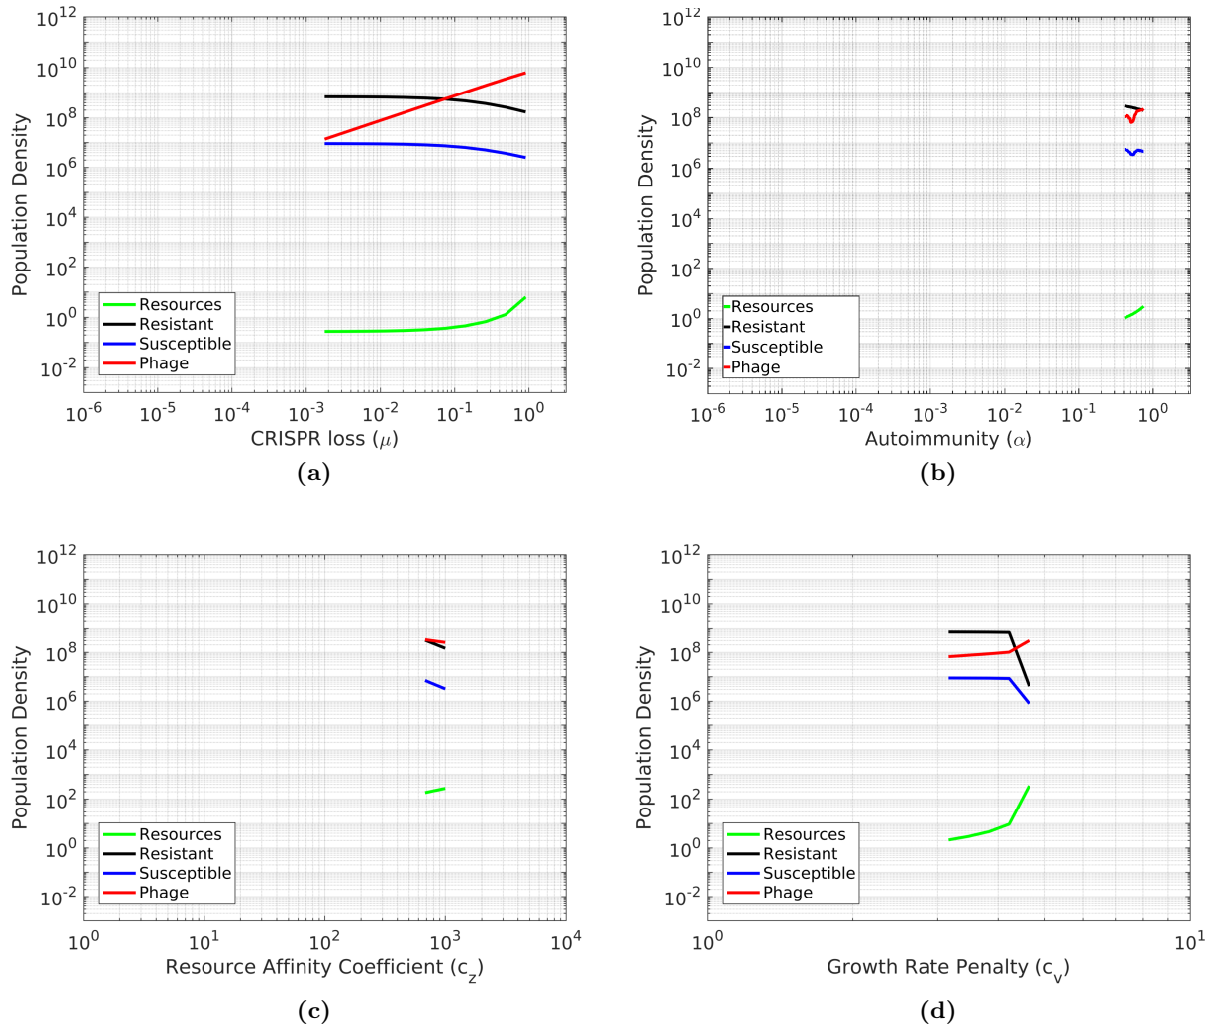 10^12
10^10
10^8
10^6
10^4
10^2
10^0
10^-2
Population Density
Resources
Resistant
Susceptible
Phage
10^-6 10^-5 10^-4 10^-3 10^-2 10^-1 10^0
CRISPR loss (μ)
(a)
10^12
10^10
10^8
10^6
10^4
10^2
10^0
10^-2
Population Density
Resources
Resistant
Susceptible
Phage
10^-6 10^-5 10^-4 10^-3 10^-2 10^-1 10^0
Autoimmunity (α)
(b)
10^12
10^10
10^8
10^6
10^4
10^2
10^0
10^-2
Population Density
Resources
Resistant
Susceptible
Phage
10^0 10^1 10^2 10^3 10^4
Resource Affinity Coefficient (c_z)
(c)
10^12
10^10
10^8
10^6
10^4
10^2
10^0
10^-2
Population Density
Resources
Resistant
Susceptible
Phage
10^0 10^1
Growth Rate Penalty (c_v)
(d)